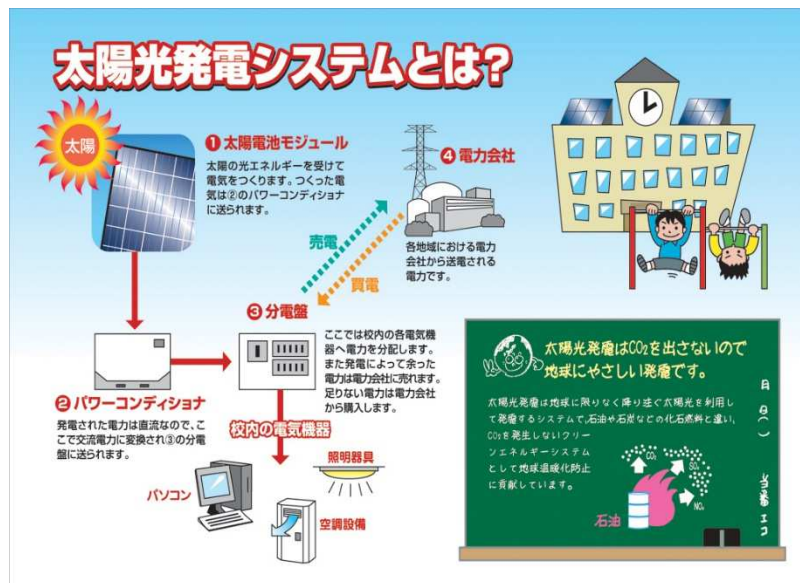 太陽光発電システムとは?
太陽
❶ 太陽電池モジュール
太陽の光エネルギーを受けて
電気をつくります。つくった電
気は②のパワーコンディショナ
に送られます。
❹ 電力会社
各地域における電力
会社から送電される
電力です。
売電
買電
❸ 分電盤
ここでは校内の各電気機
器へ電力を分配します。
また発電によって余った
電力は電力会社に売れます。
足りない電力は電力会社
から購入します。
❷ パワーコンディショナ
発電された電力は直流なので、こ
こで交流電力に変換され③の分電
盤に送られます。
校内の電気機器
パソコン
照明器具
空調設備
太陽光発電はCO₂を出さないので
地球にやさしい発電です。
太陽光発電は地球に限りなく降り注ぐ太陽光を利用し
て発電するシステムで、石油や石炭などの化石燃料と違い、
CO₂を発生しないクリー
ンエネルギーシステム
として地球温暖化防止
に貢献しています。
CO₂
SOₓ
NOₓ
石油
月 日( )
当番 エコ